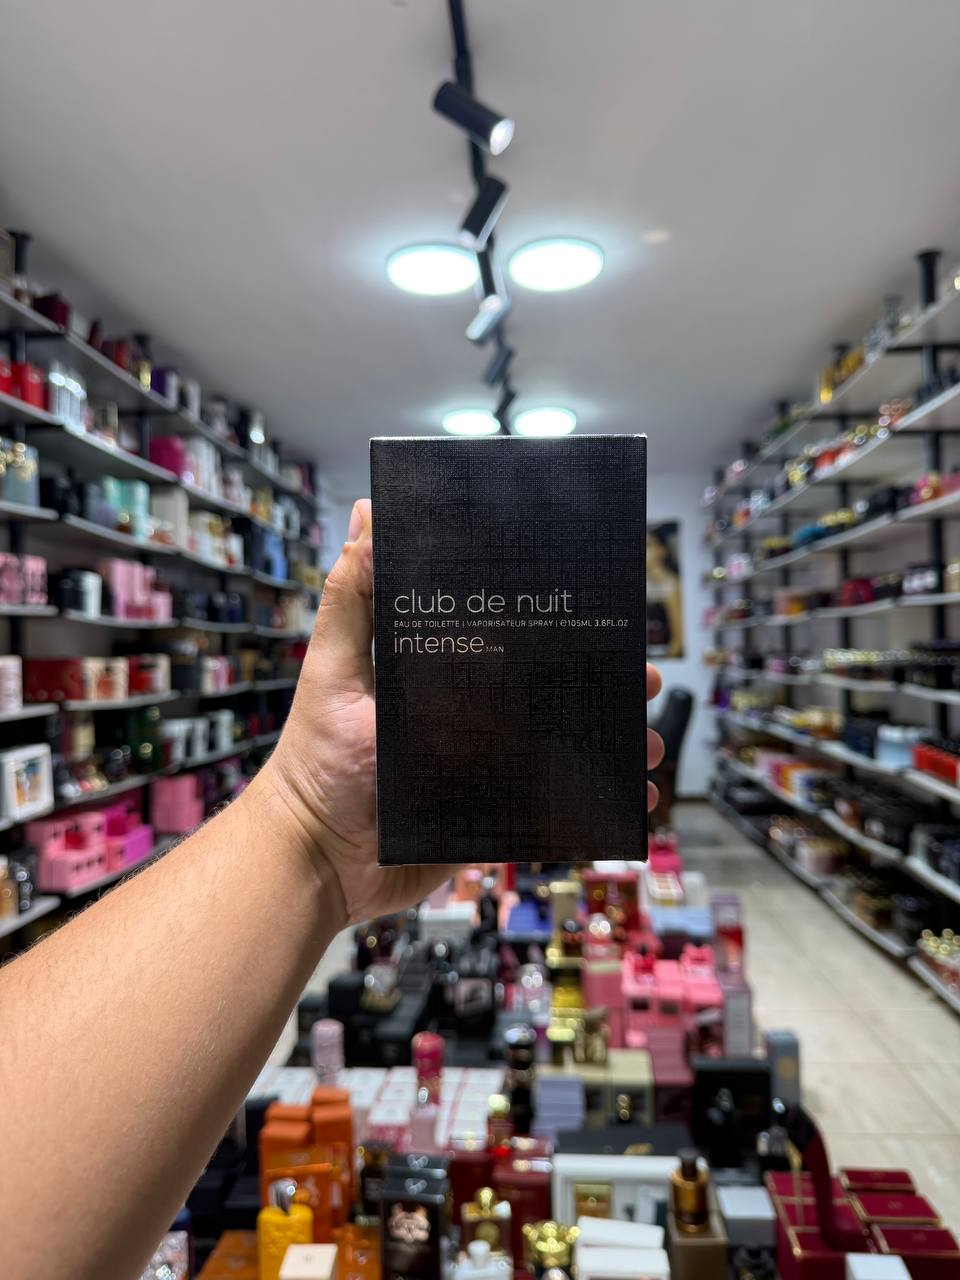 club de nuit
EAU DE TOILETTE | VAPORISATEUR SPRAY | ℮105ML 3.6FL.OZ
intense MAN